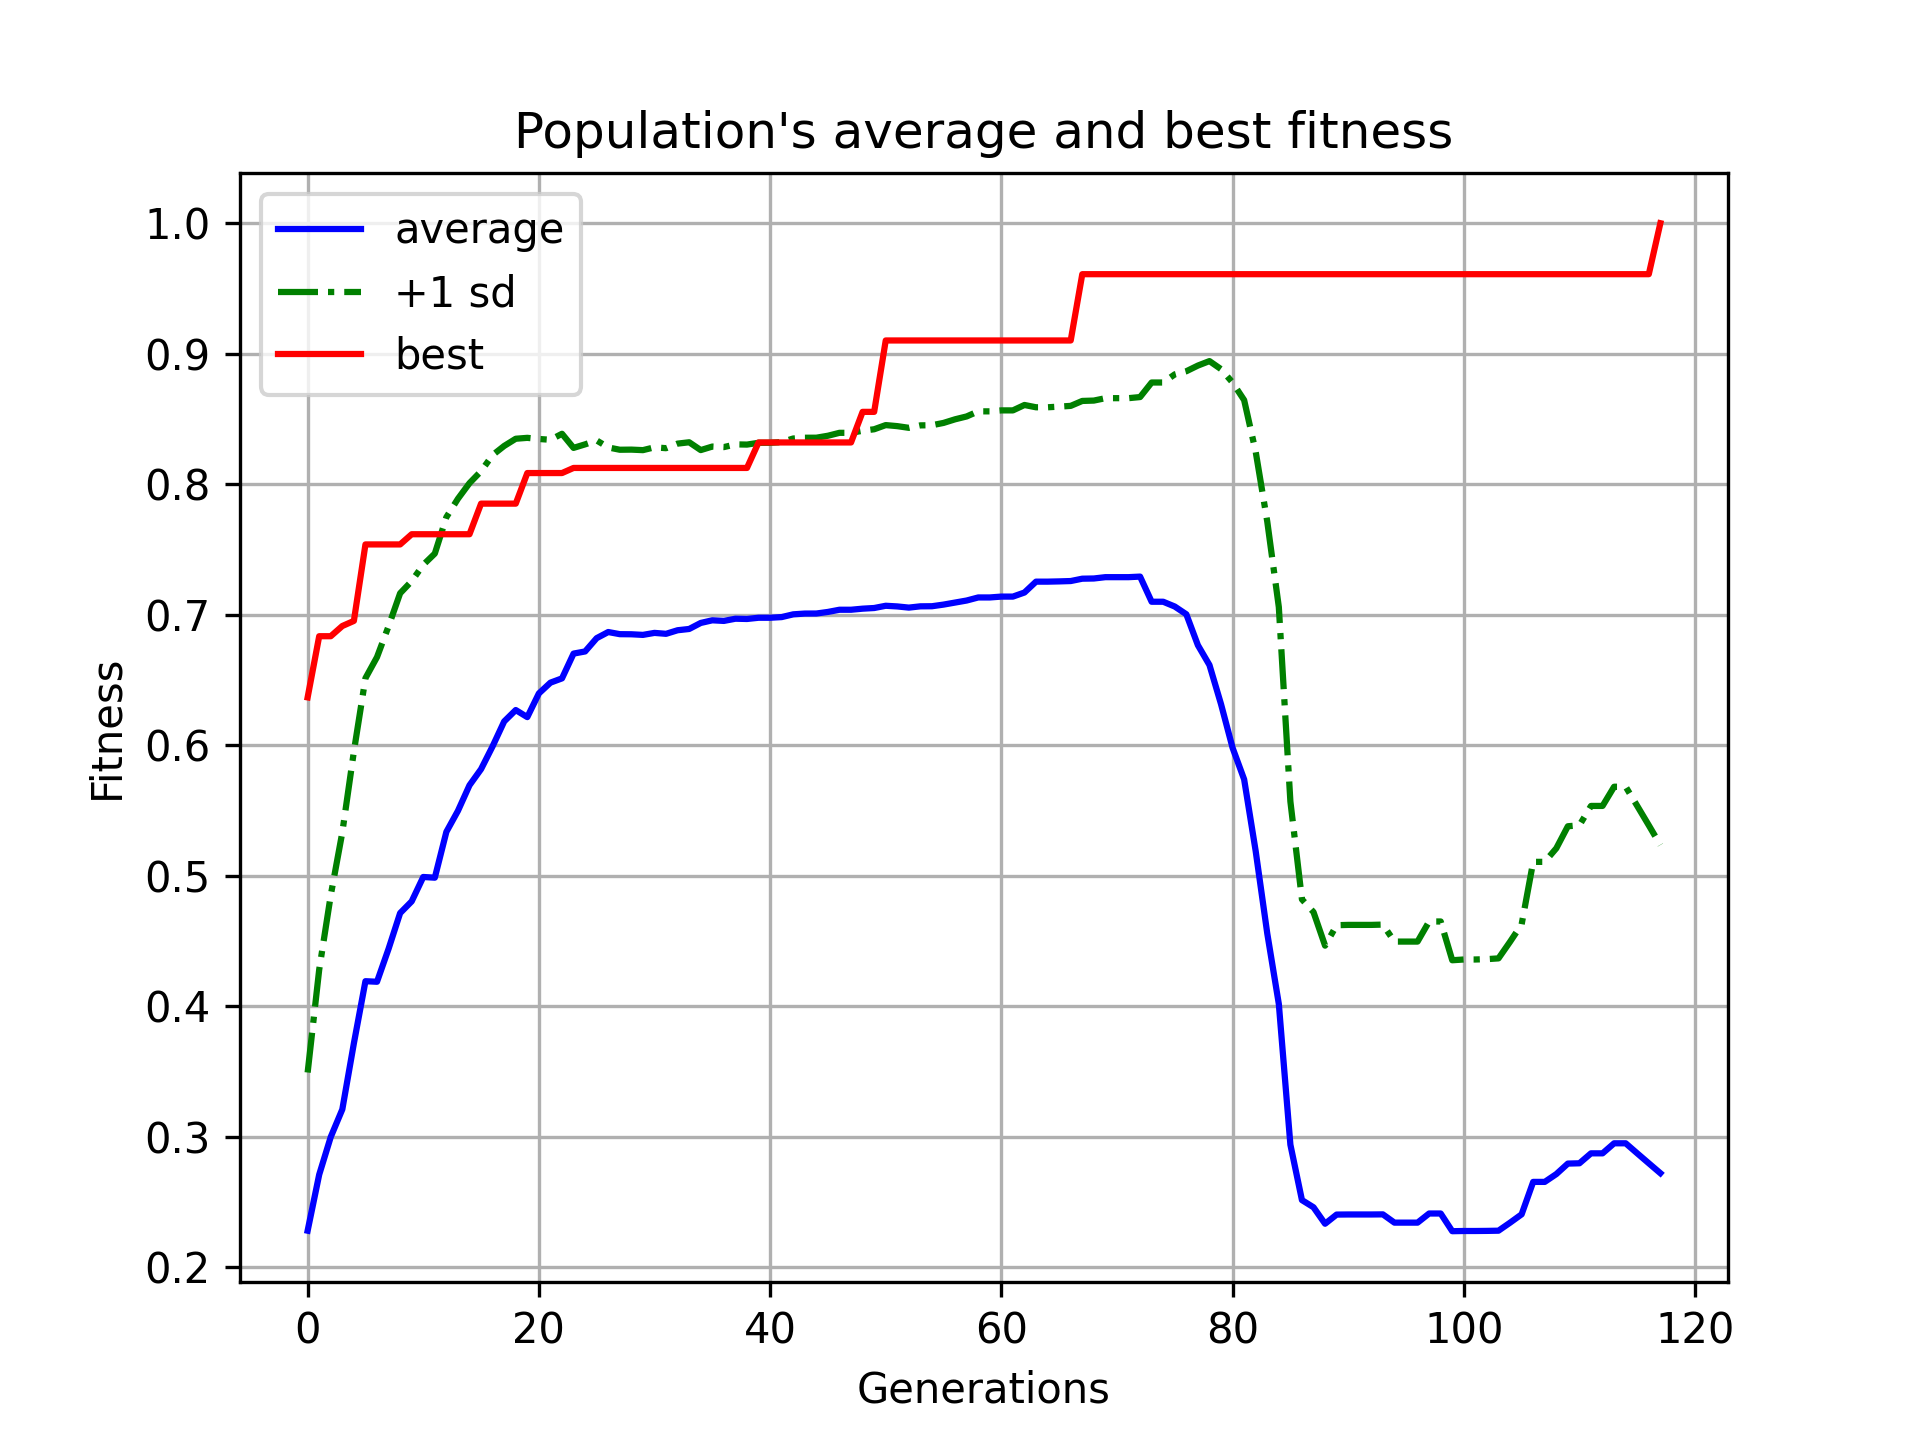 Population's average and best fitness
average
+1 sd
best
1.0
0.9
0.8
0.7
0.6
0.5
0.4
0.3
0.2
Fitness
0 20 40 60 80 100 120
Generations